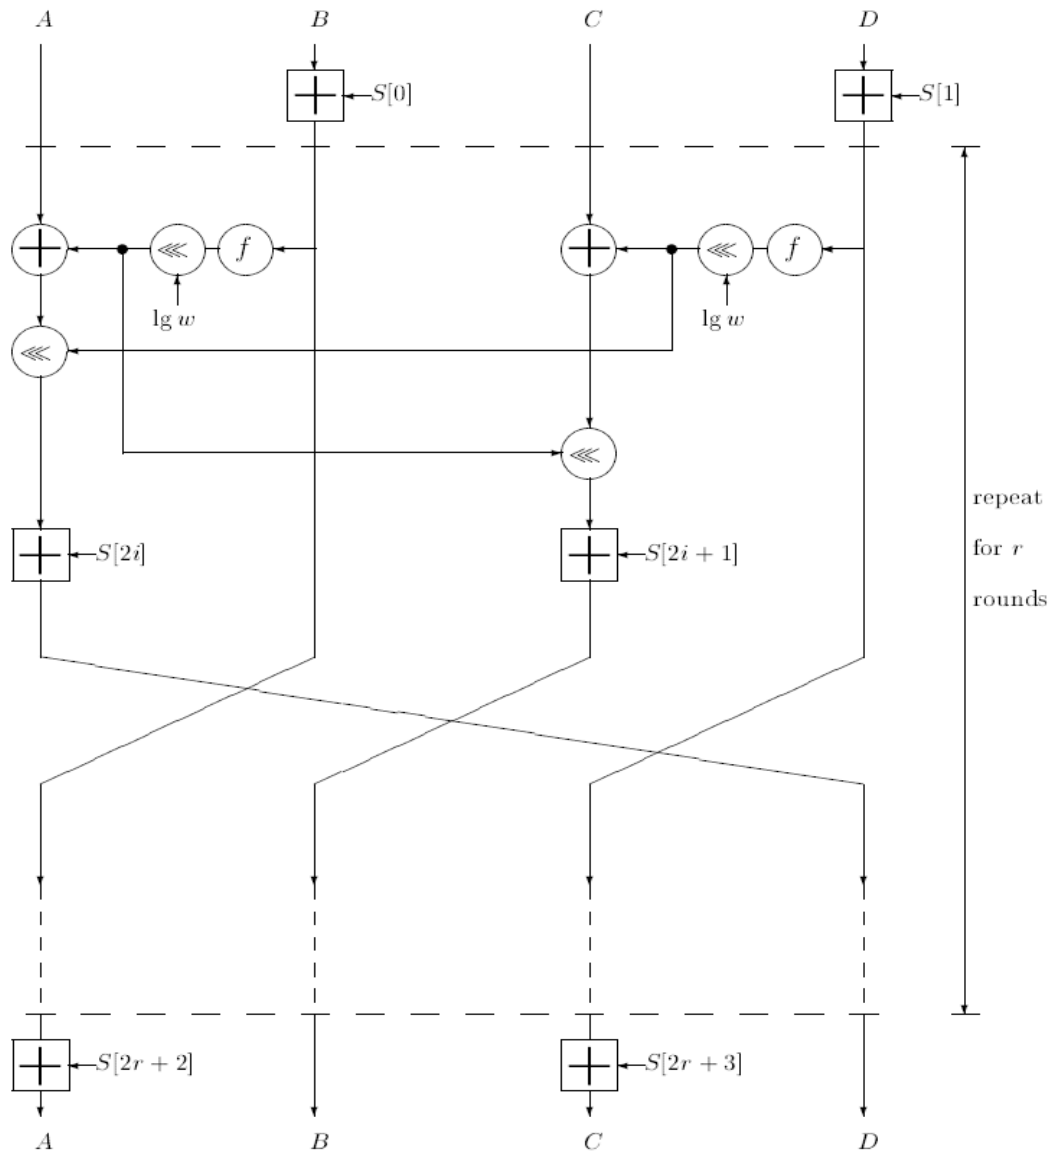 A B C D
S[0] S[1]
f f
lg w lg w
S[2i] S[2i + 1]
repeat
for r
rounds
S[2r + 2] S[2r + 3]
A B C D